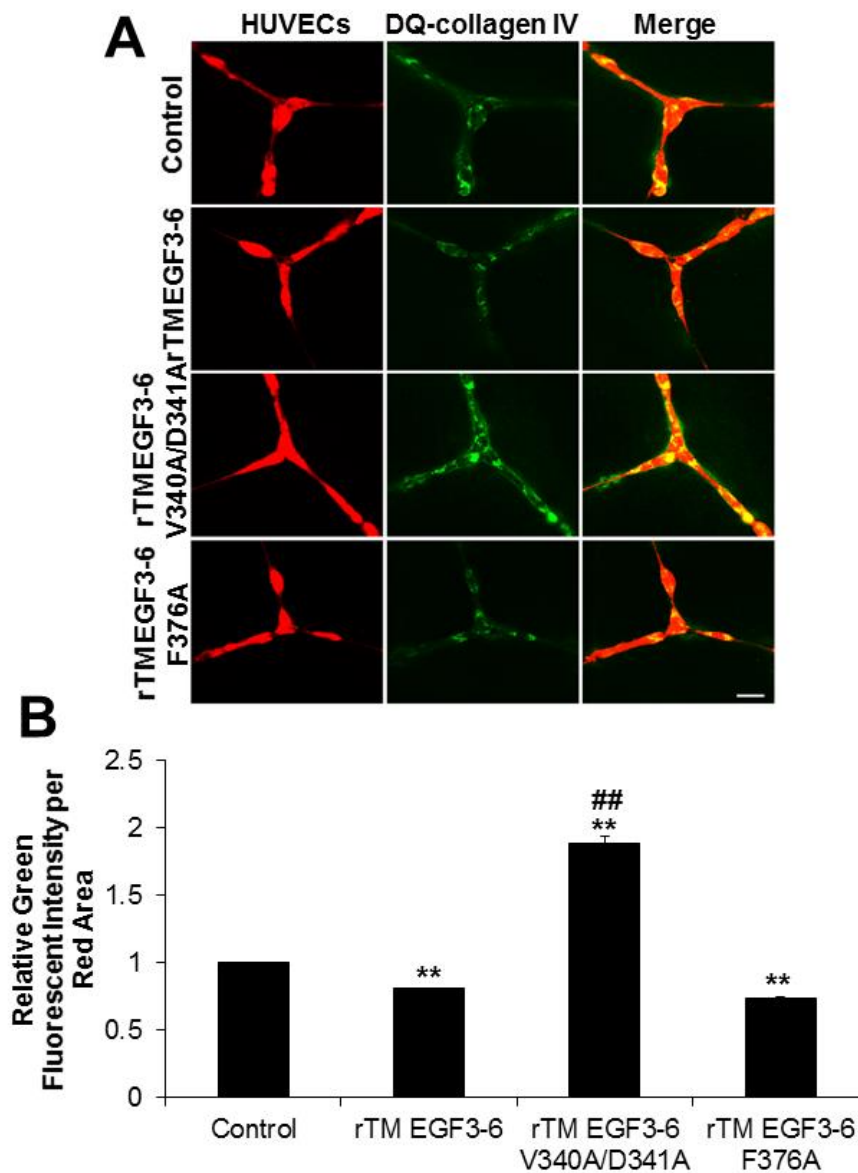 A
HUVECs DQ-collagen IV Merge
Control
rTMEGF3-6
rTMEGF3-6
V340A/D341A
rTMEGF3-6
F376A
B
Relative Green
Fluorescent Intensity per
Red Area
2.5
2
1.5
1
0.5
0
**
##
**
**
Control rTM EGF3-6 rTM EGF3-6 rTM EGF3-6
V340A/D341A F376A